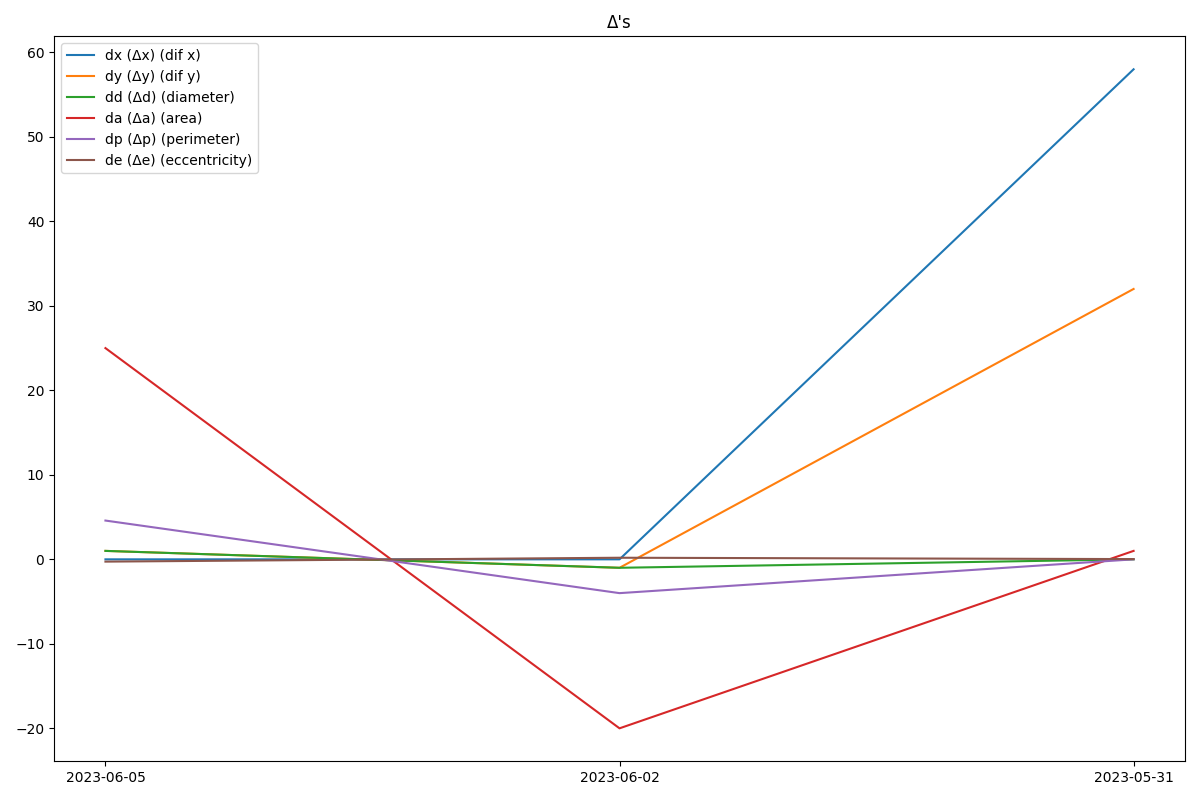 Δ's
dx (Δx) (dif x)
dy (Δy) (dif y)
dd (Δd) (diameter)
da (Δa) (area)
dp (Δp) (perimeter)
de (Δe) (eccentricity)
60
50
40
30
20
10
0
−10
−20
2023-06-05 2023-06-02 2023-05-31